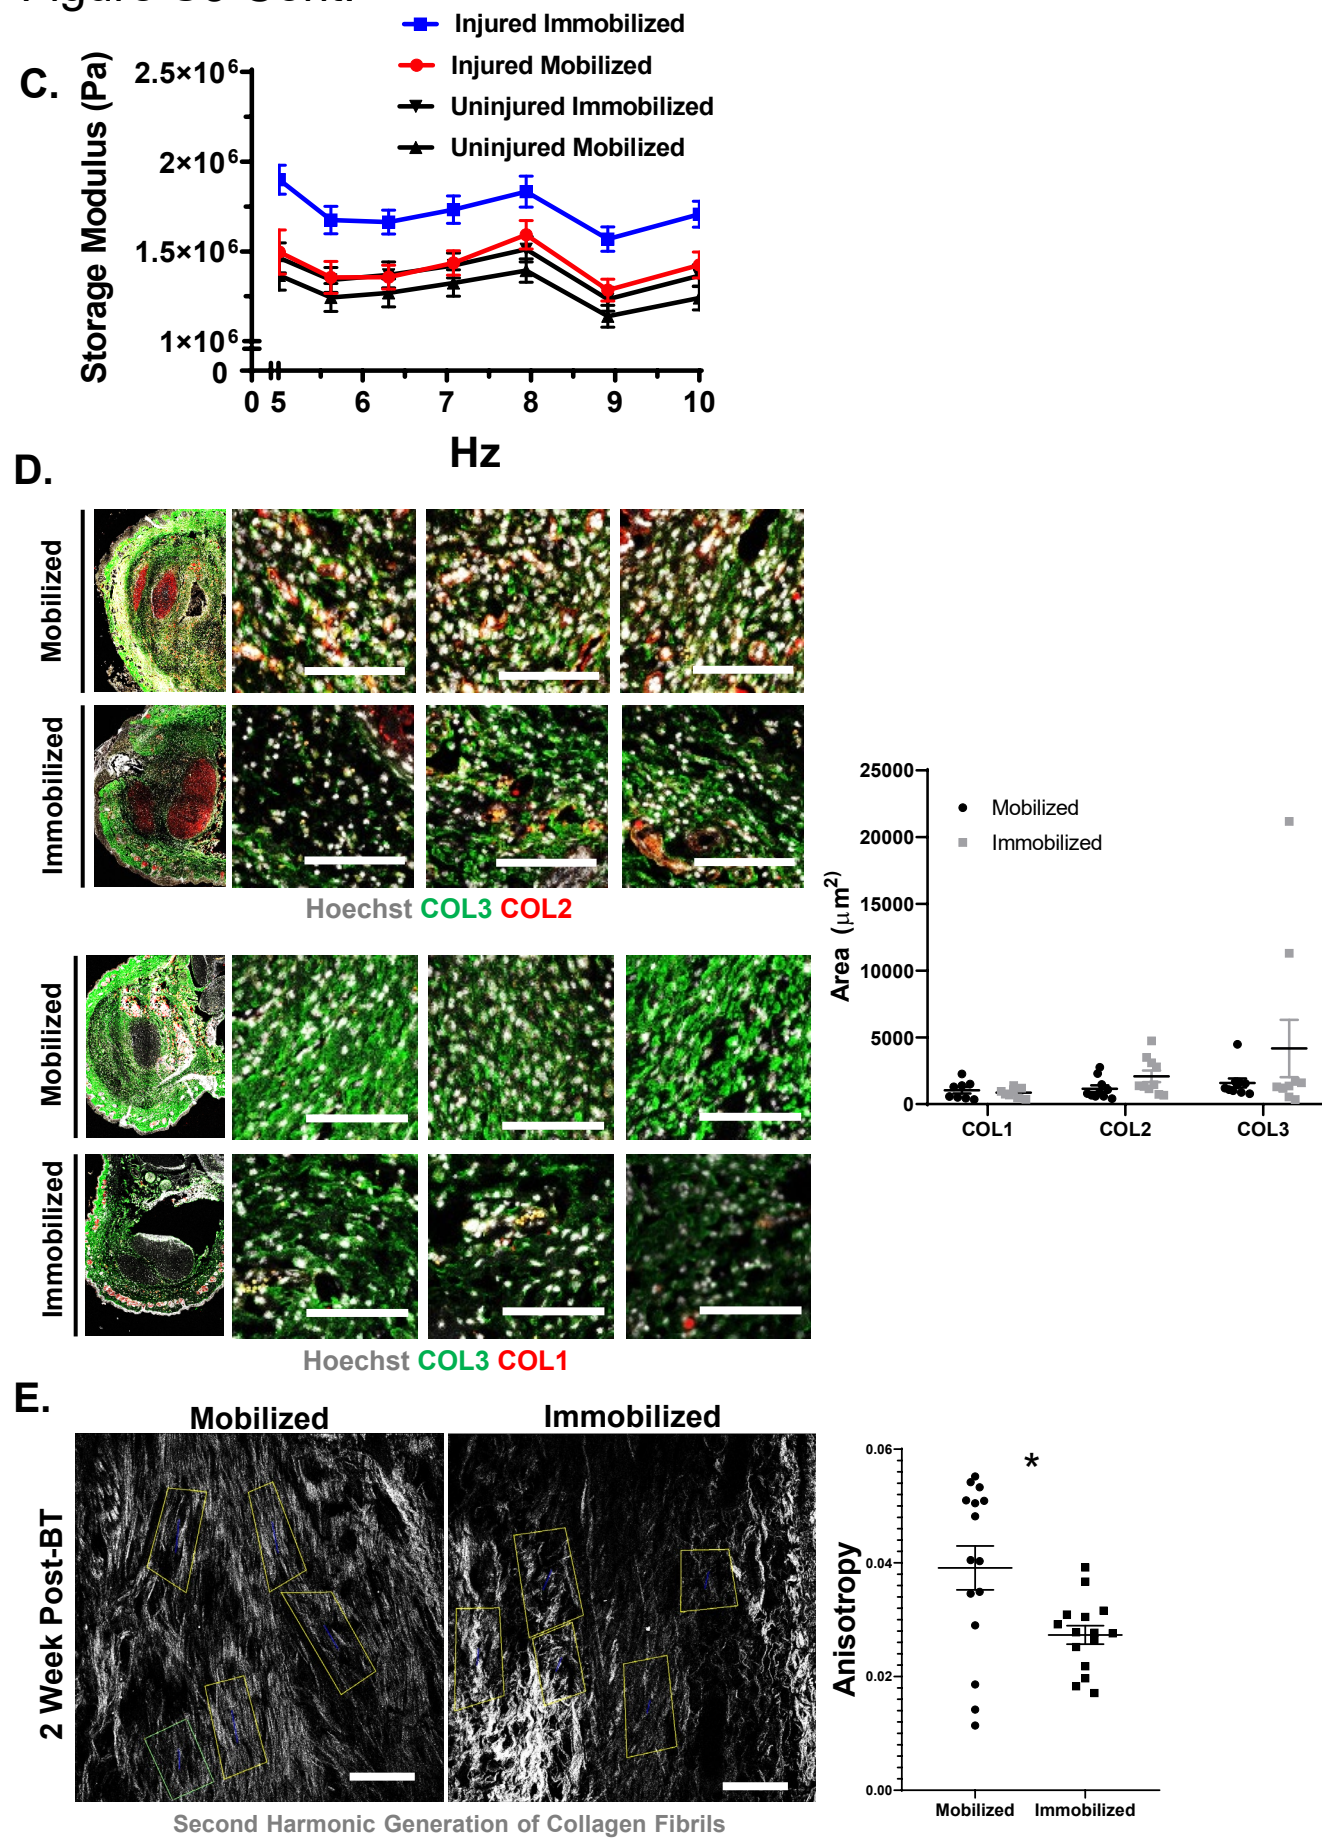 C.
Storage Modulus (Pa)
Injured Immobilized
Injured Mobilized
Uninjured Immobilized
Uninjured Mobilized
2.5×10⁶
2×10⁶
1.5×10⁶
1×10⁶
0
0 5 6 7 8 9 10
Hz
D.
Mobilized
Immobilized
Hoechst COL3 COL2
Mobilized
Immobilized
Hoechst COL3 COL1
Area (μm²)
25000
20000
15000
10000
5000
0
Mobilized
Immobilized
COL1 COL2 COL3
E.
Mobilized Immobilized
2 Week Post-BT
Second Harmonic Generation of Collagen Fibrils
Anisotropy
0.06
0.04
0.02
0.00
*
Mobilized Immobilized